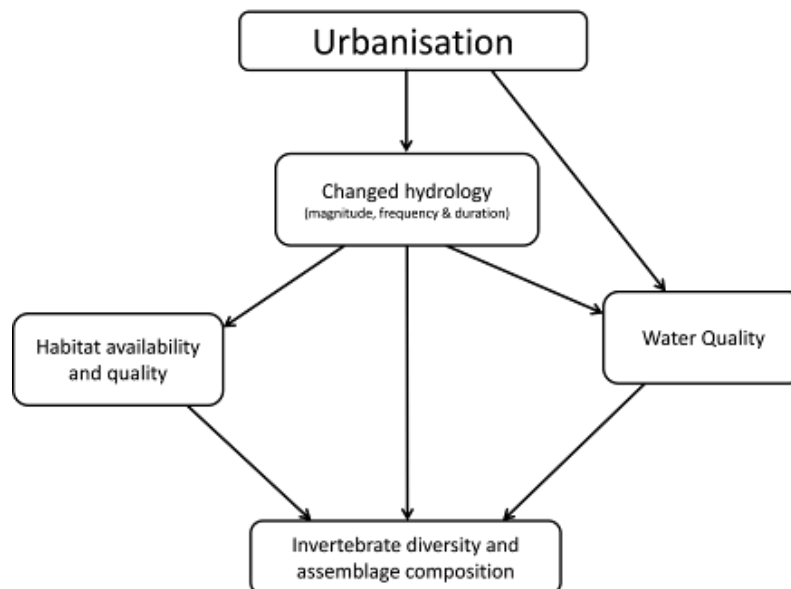 Urbanisation
Changed hydrology
(magnitude, frequency & duration)
Habitat availability
and quality
Water Quality
Invertebrate diversity and
assemblage composition